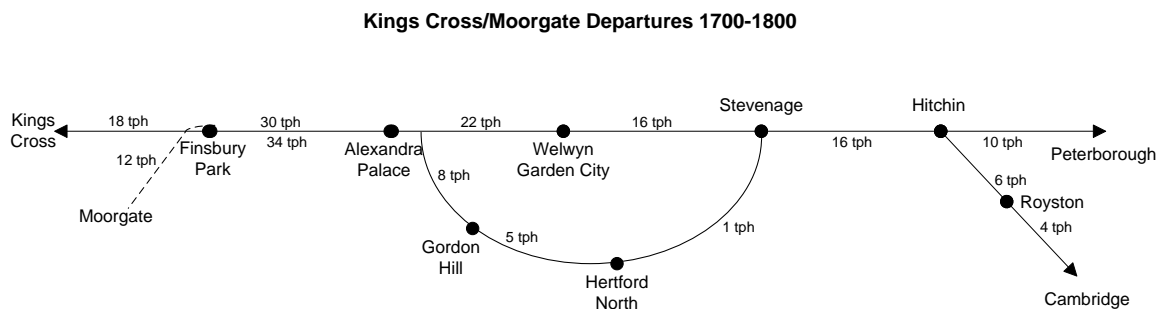 Kings Cross/Moorgate Departures 1700-1800
Kings
Cross
18 tph
12 tph
Moorgate
Finsbury
Park
30 tph
34 tph
Alexandra
Palace
22 tph
Welwyn
Garden City
16 tph
Stevenage
16 tph
Hitchin
10 tph
Peterborough
8 tph
Gordon
Hill
5 tph
Hertford
North
1 tph
6 tph
Royston
4 tph
Cambridge